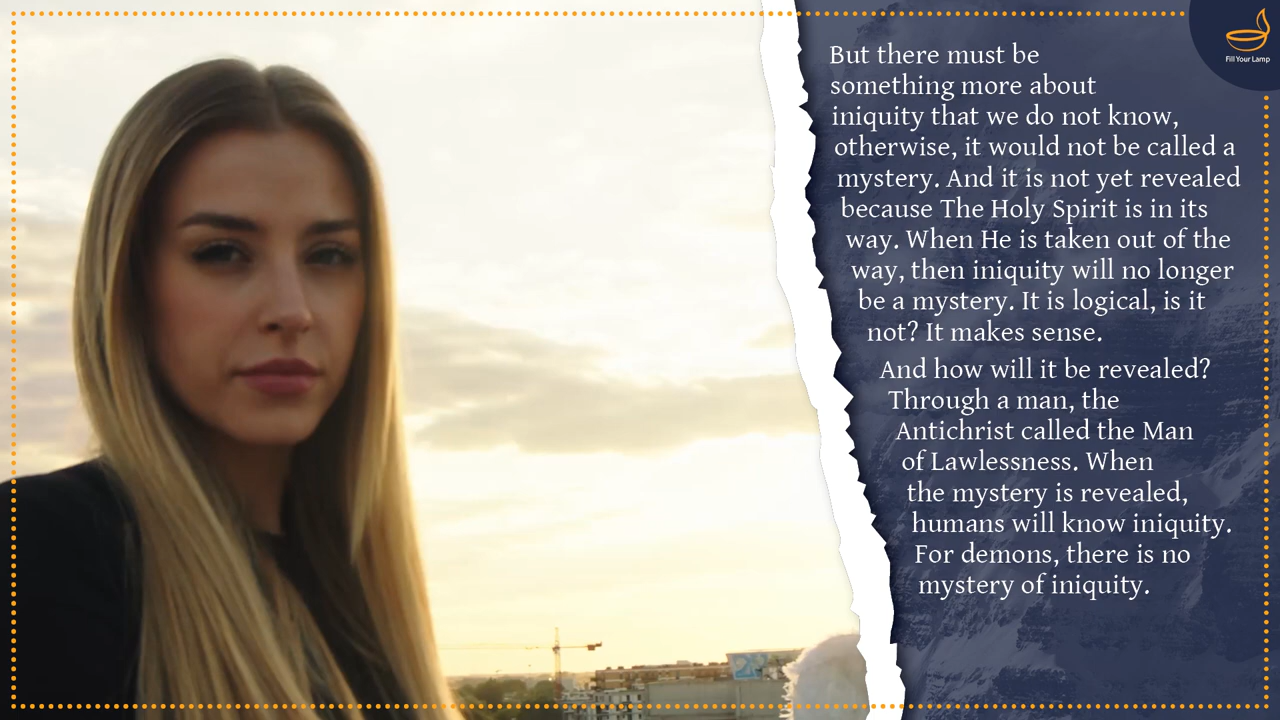 Fill Your Lamp
But there must be
something more about
iniquity that we do not know,
otherwise, it would not be called a
mystery. And it is not yet revealed
because The Holy Spirit is in its
way. When He is taken out of the
way, then iniquity will no longer
be a mystery. It is logical, is it
not? It makes sense.
And how will it be revealed?
Through a man, the
Antichrist called the Man
of Lawlessness. When
the mystery is revealed,
humans will know iniquity.
For demons, there is no
mystery of iniquity.